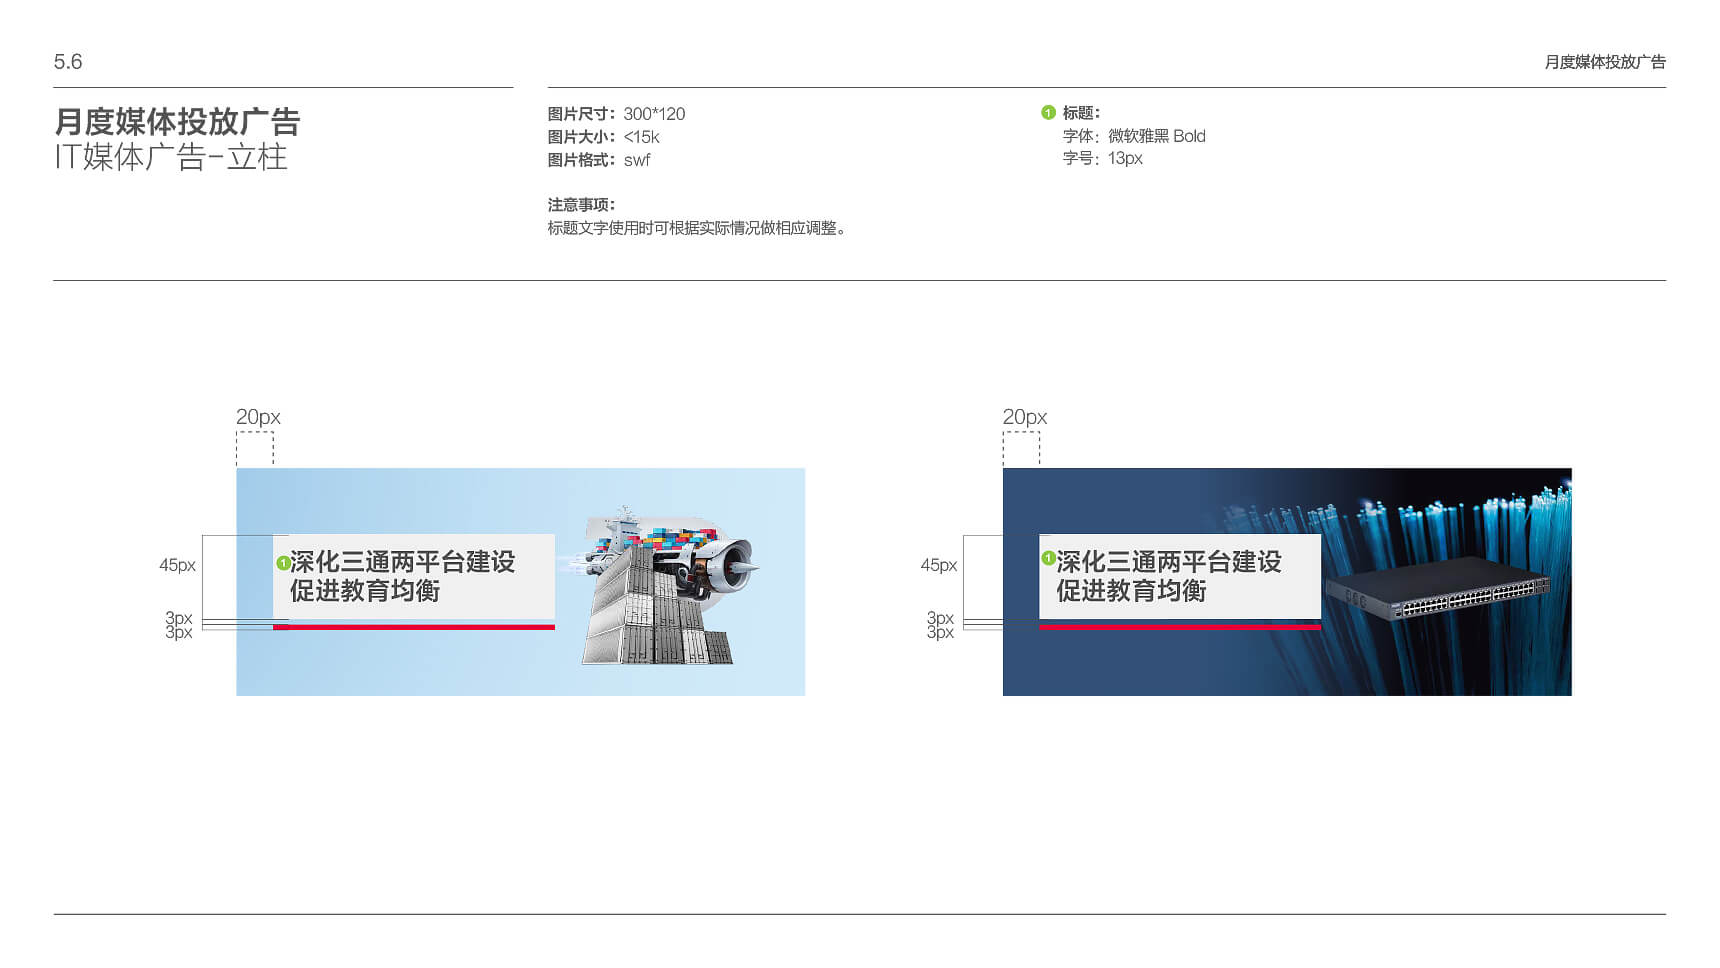 5.6
月度媒体投放广告
月度媒体投放广告
IT媒体广告-立柱
图片尺寸：300*120
图片大小：<15k
图片格式：swf
注意事项：
标题文字使用时可根据实际情况做相应调整。
1 标题：
字体：微软雅黑 Bold
字号：13px
20px
45px
3px
3px
1 深化三通两平台建设
促进教育均衡
20px
45px
3px
3px
1 深化三通两平台建设
促进教育均衡